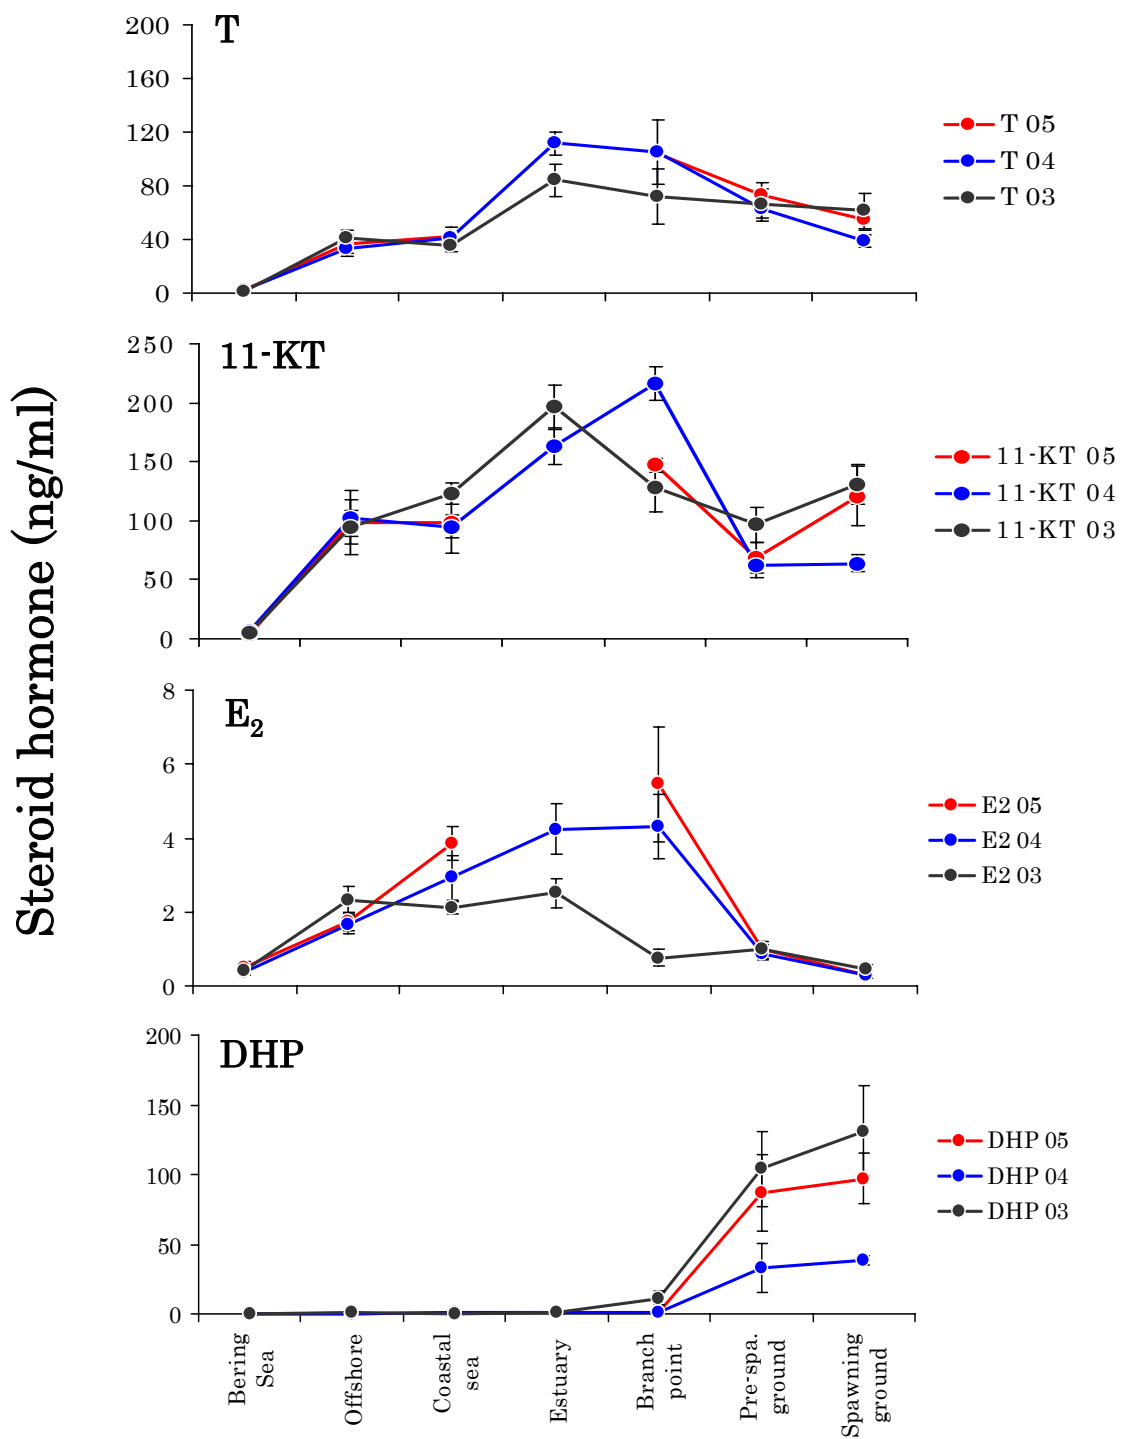 Steroid hormone (ng/ml)
T
200
160
120
80
40
0
T 05
T 04
T 03
11-KT
250
200
150
100
50
0
11-KT 05
11-KT 04
11-KT 03
E2
8
6
4
2
0
E2 05
E2 04
E2 03
DHP
200
150
100
50
0
DHP 05
DHP 04
DHP 03
Bering
Sea
Offshore
Coastal
sea
Estuary
Branch
point
Pre-spa.
ground
Spawning
ground